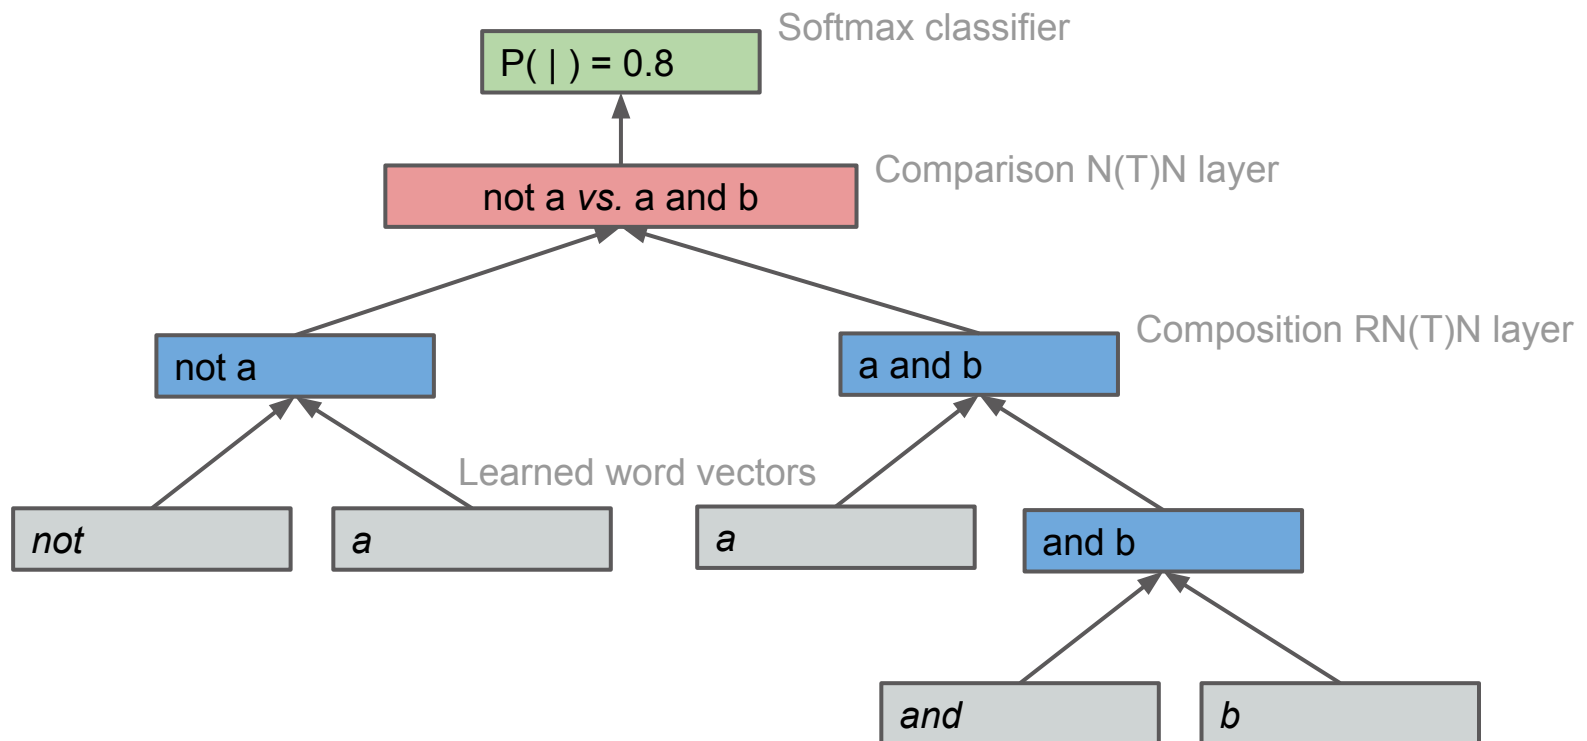 Softmax classifier
P( | ) = 0.8
Comparison N(T)N layer
not a vs. a and b
Composition RN(T)N layer
not a
a and b
Learned word vectors
not
a
a
and b
and
b